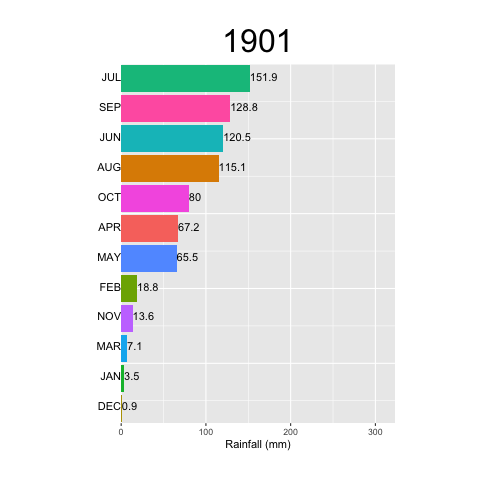 1901
JUL 151.9
SEP 128.8
JUN 120.5
AUG 115.1
OCT 80
APR 67.2
MAY 65.5
FEB 18.8
NOV 13.6
MAR 7.1
JAN 3.5
DEC 0.9
0 100 200 300
Rainfall (mm)